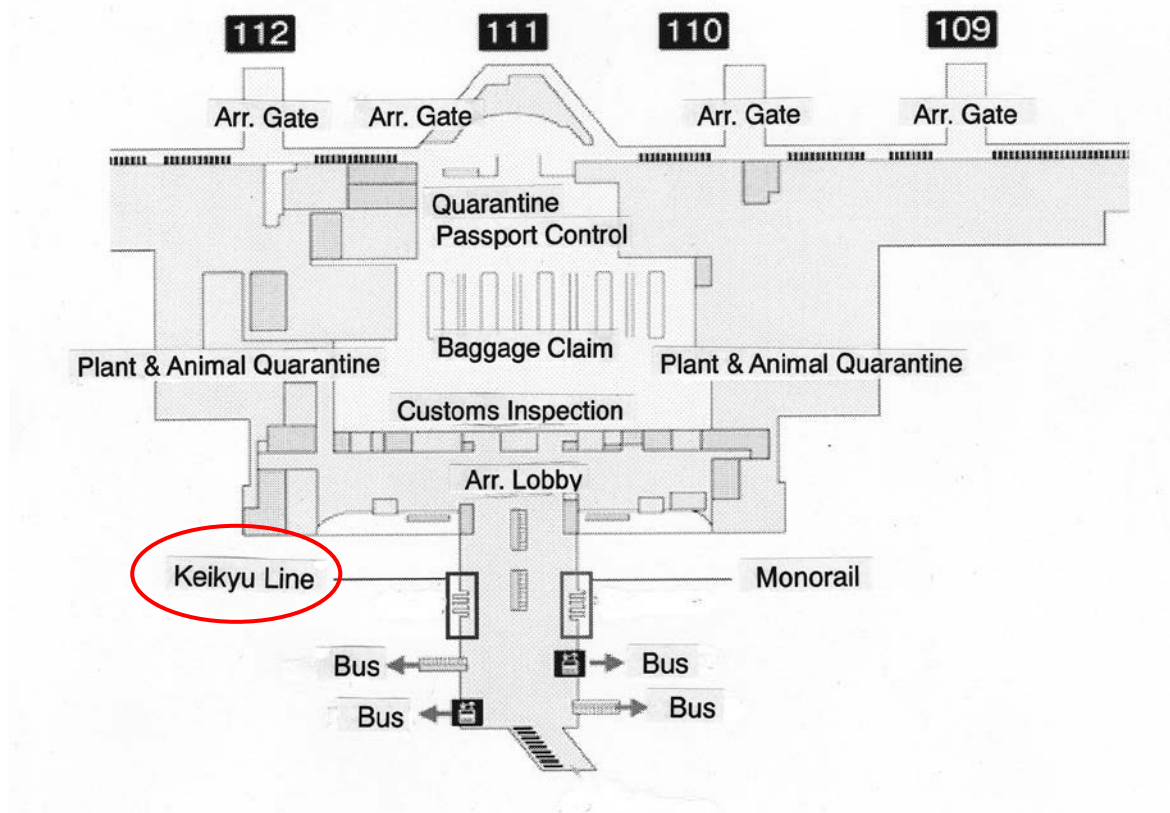 112
111
110
109
Arr. Gate
Arr. Gate
Arr. Gate
Arr. Gate
Quarantine
Passport Control
Baggage Claim
Plant & Animal Quarantine
Plant & Animal Quarantine
Customs Inspection
Arr. Lobby
Keikyu Line
Monorail
Bus
Bus
Bus
Bus